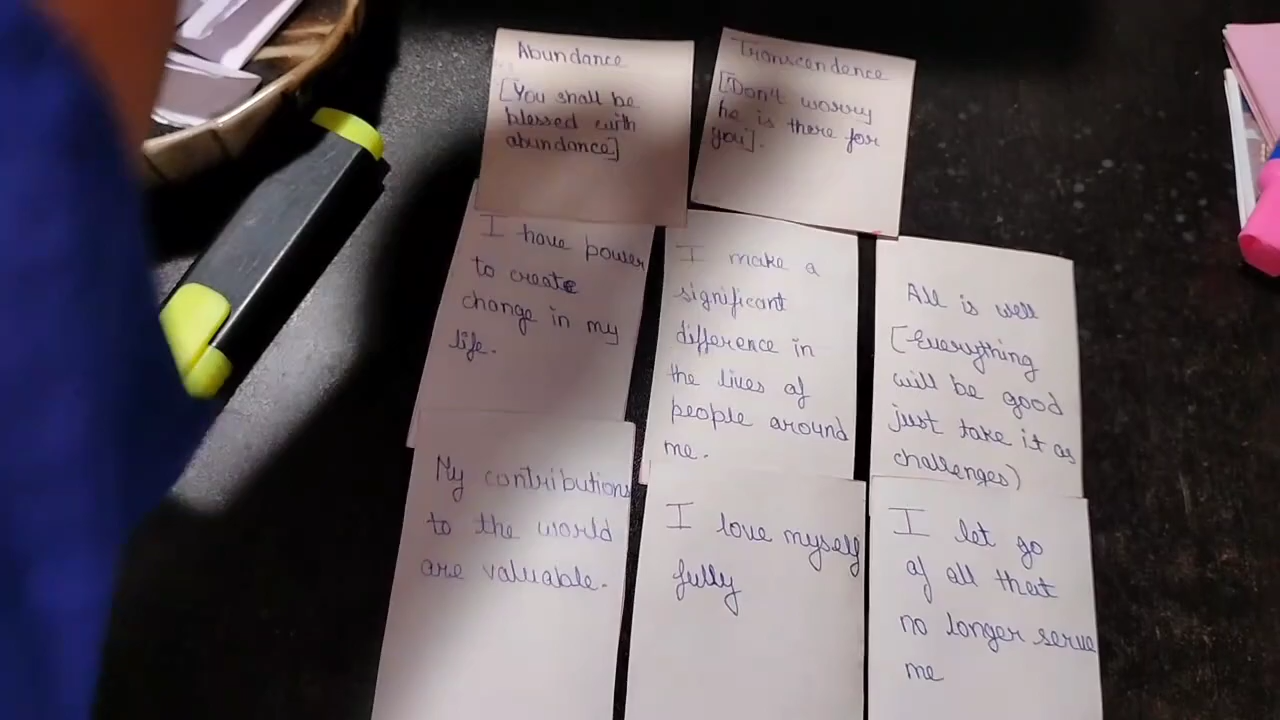 Abundance
[You shall be
blessed with
abundance]
Transcendence
[Don't worry
he is there for
you].
I have power
to create
change in my
life.
I make a
significant
difference in
the lives of
people around
me.
All is well
[Everything
will be good
just take it as
challenges)
My contributions
to the world
are valuable.
I love myself
fully
I let go
of all that
no longer serve
me